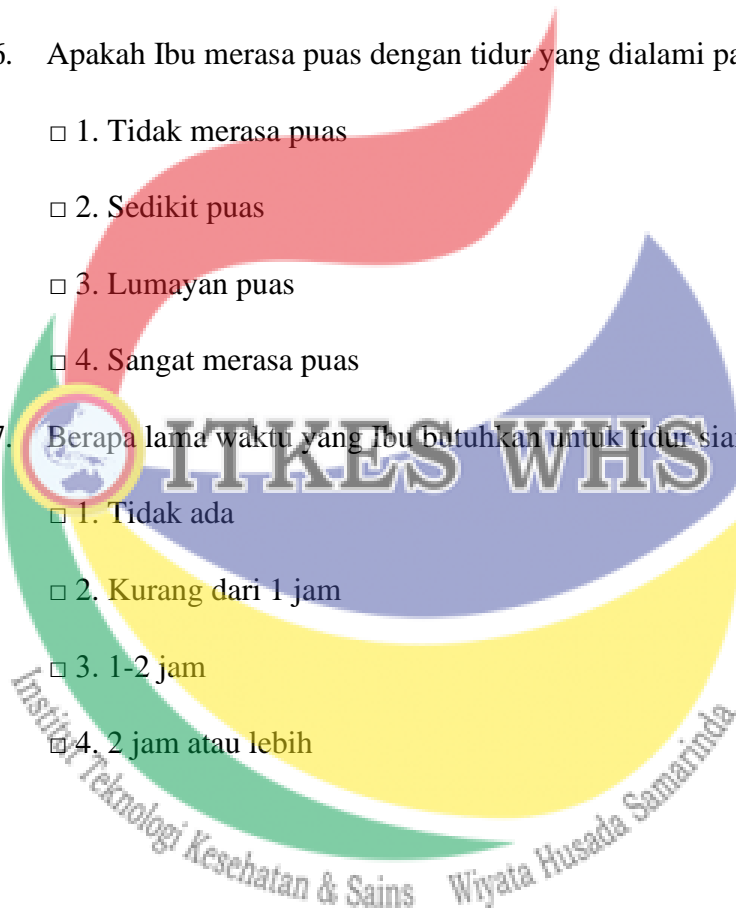 6. Apakah Ibu merasa puas dengan tidur yang dialami
□ 1. Tidak merasa puas
□ 2. Sedikit puas
□ 3. Lumayan puas
□ 4. Sangat merasa puas
7. Berapa lama waktu yang Ibu butuhkan untuk tidur
ITKES WHS
□ 1. Tidak ada
□ 2. Kurang dari 1 jam
□ 3. 1-2 jam
□ 4. 2 jam atau lebih
Institut Teknologi Kesehatan & Sains Wiyata Husada Samarinda